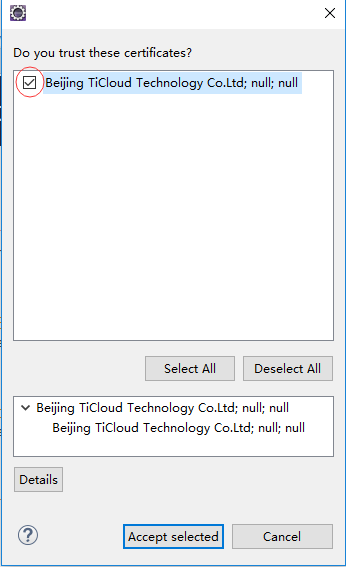 Do you trust these certificates?
Beijing TiCloud Technology Co.Ltd; null; null
Select All
Deselect All
Beijing TiCloud Technology Co.Ltd; null; null
Beijing TiCloud Technology Co.Ltd; null; null
Details
?
Accept selected
Cancel